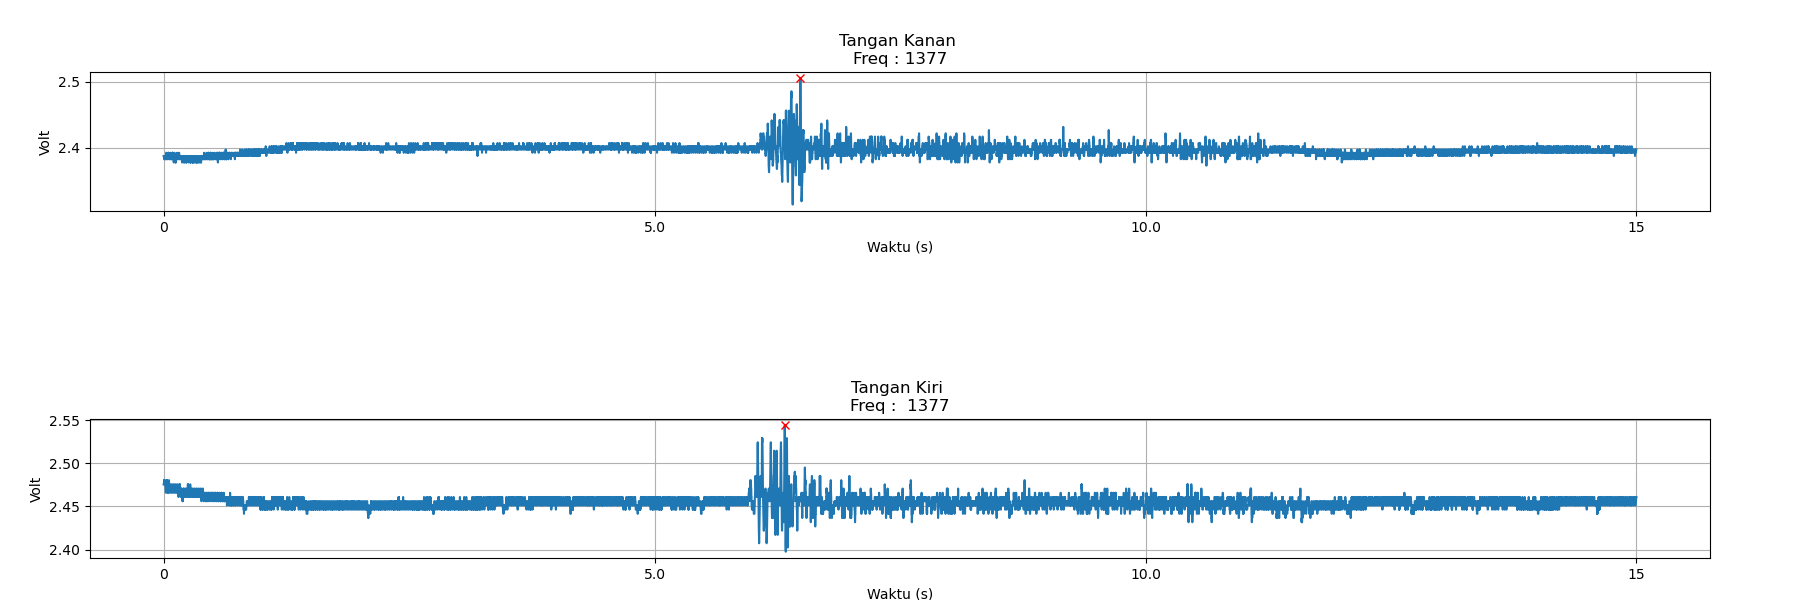 Tangan Kanan
Freq : 1377
Volt
2.5
2.4
0
5.0
10.0
15
Waktu (s)
Tangan Kiri
Freq :  1377
Volt
2.55
2.50
2.45
2.40
0
5.0
10.0
15
Waktu (s)